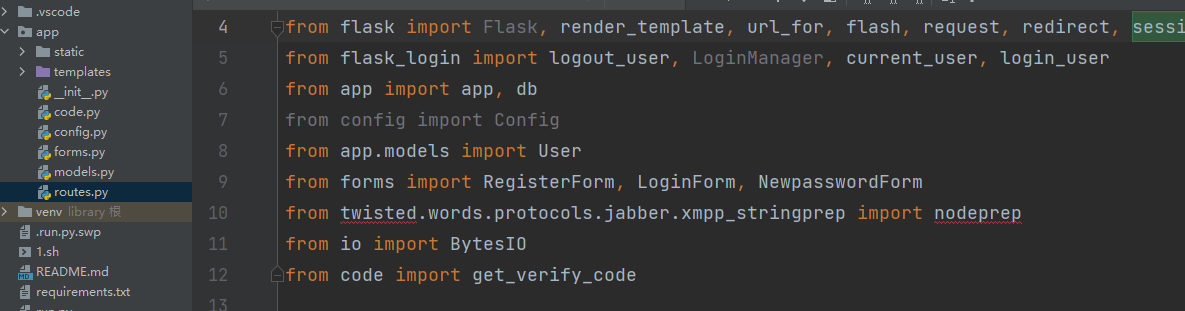 .vscode
app
static
templates
__init__.py
code.py
config.py
forms.py
models.py
routes.py
venv library 根
.run.py.swp
1.sh
README.md
requirements.txt
4 from flask import Flask, render_template, url_for, flash, request, redirect, sessi
5 from flask_login import logout_user, LoginManager, current_user, login_user
6 from app import app, db
7 from config import Config
8 from app.models import User
9 from forms import RegisterForm, LoginForm, NewpasswordForm
10 from twisted.words.protocols.jabber.xmpp_stringprep import nodeprep
11 from io import BytesIO
12 from code import get_verify_code
13